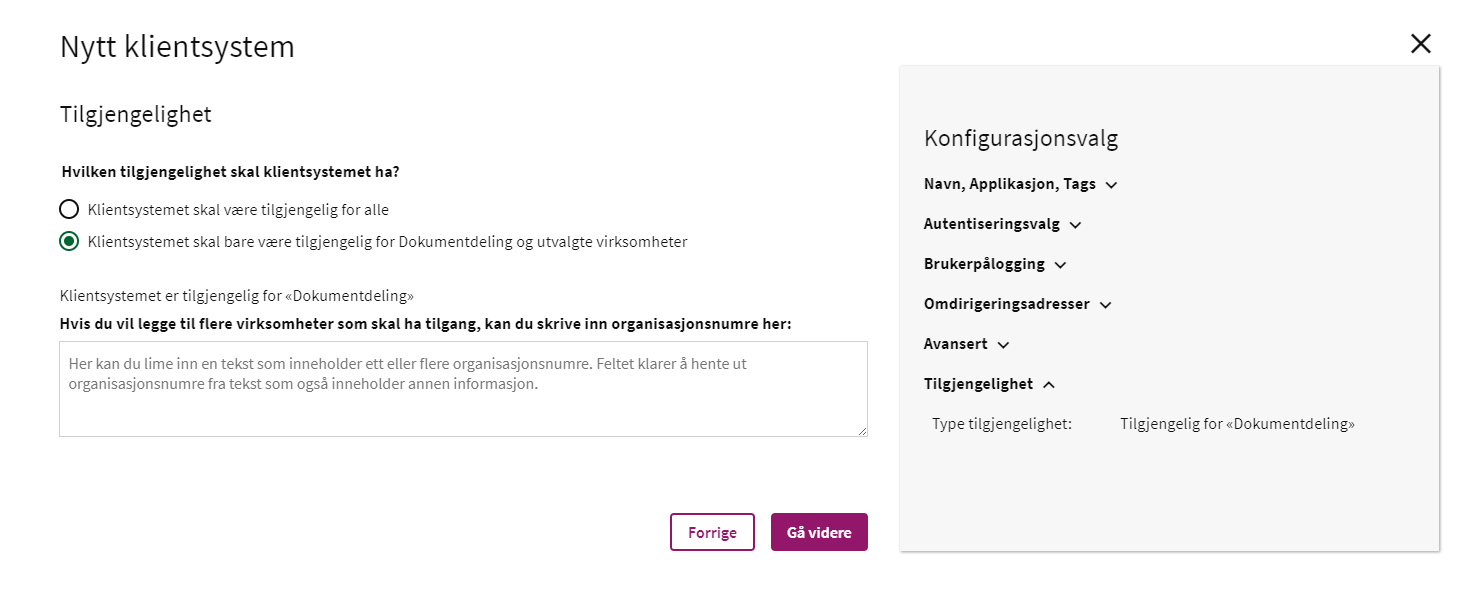 Nytt klientsystem
Tilgjengelighet
Hvilken tilgjengelighet skal klientsystemet ha?
Klientsystemet skal være tilgjengelig for alle
Klientsystemet skal bare være tilgjengelig for Dokumentdeling og utvalgte virksomheter
Klientsystemet er tilgjengelig for «Dokumentdeling»
Hvis du vil legge til flere virksomheter som skal ha tilgang, kan du skrive inn organisasjonsnumre her:
Her kan du lime inn en tekst som inneholder ett eller flere organisasjonsnumre. Feltet klarer å hente ut
organisasjonsnumre fra tekst som også inneholder annen informasjon.
Forrige
Gå videre
Konfigurasjonsvalg
Navn, Applikasjon, Tags
Autentiseringsvalg
Brukerpålogging
Omdirigeringsadresser
Avansert
Tilgjengelighet
Type tilgjengelighet: Tilgjengelig for «Dokumentdeling»